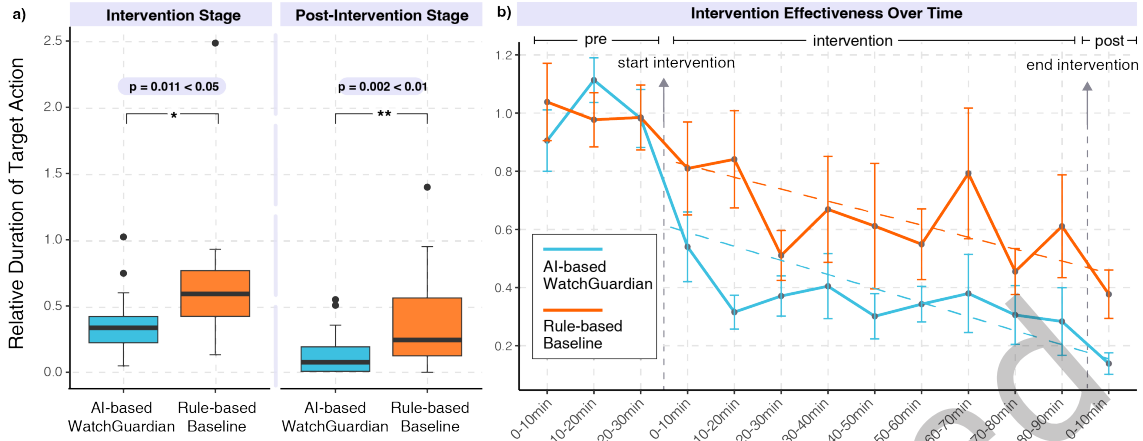 a)
Intervention Stage
Post-Intervention Stage
Relative Duration of Target Action
2.5
2.0
1.5
1.0
0.5
0.0
p = 0.011 < 0.05
*
p = 0.002 < 0.01
**
AI-based
WatchGuardian
Rule-based
Baseline
AI-based
WatchGuardian
Rule-based
Baseline
b)
Intervention Effectiveness Over Time
pre
intervention
post
start intervention
end intervention
1.2
1.0
0.8
0.6
0.4
0.2
AI-based
WatchGuardian
Rule-based
Baseline
0-10min
10-20min
20-30min
0-10min
10-20min
20-30min
30-40min
40-50min
50-60min
60-70min
70-80min
80-90min
0-10min